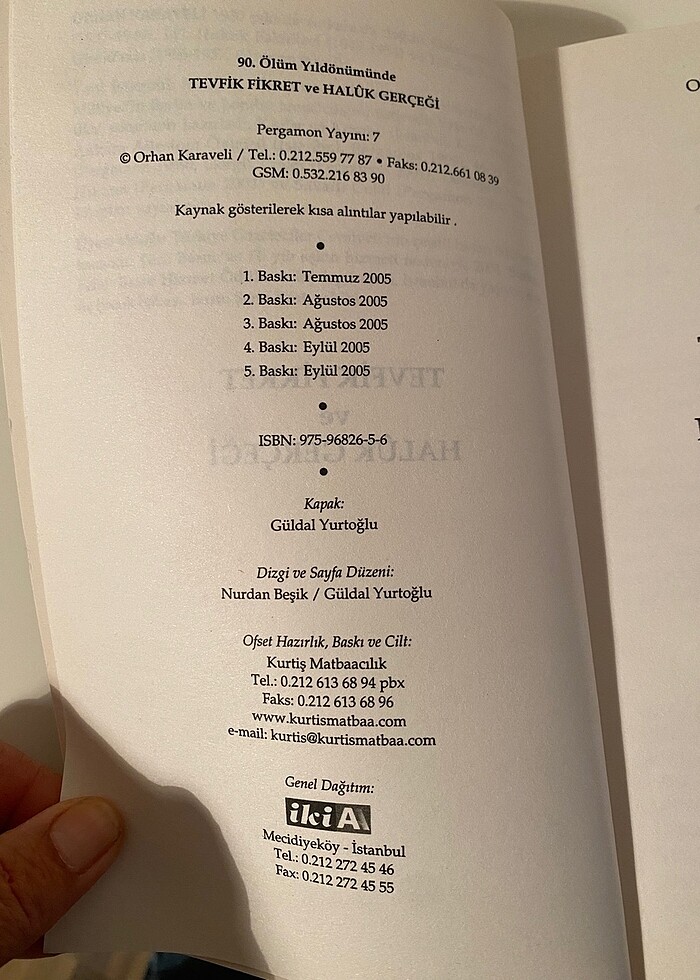 90. Ölüm Yıldönümünde
TEVFİK FİKRET ve HALÛK GERÇEĞİ
Pergamon Yayını: 7
© Orhan Karaveli / Tel.: 0.212.559 77 87 • Faks: 0.212.661 08 39
GSM: 0.532.216 83 90
Kaynak gösterilerek kısa alıntılar yapılabilir .
•
1. Baskı: Temmuz 2005
2. Baskı: Ağustos 2005
3. Baskı: Ağustos 2005
4. Baskı: Eylül 2005
5. Baskı: Eylül 2005
•
ISBN: 975-96826-5-6
•
Kapak:
Güldal Yurtoğlu
Dizgi ve Sayfa Düzeni:
Nurdan Beşik / Güldal Yurtoğlu
Ofset Hazırlık, Baskı ve Cilt:
Kurtiş Matbaacılık
Tel.: 0.212 613 68 94 pbx
Faks: 0.212 613 68 96
www.kurtismatbaa.com
e-mail: kurtis@kurtismatbaa.com
Genel Dağıtım:
iki A
Mecidiyeköy - İstanbul
Tel.: 0.212 272 45 46
Fax: 0.212 272 45 55